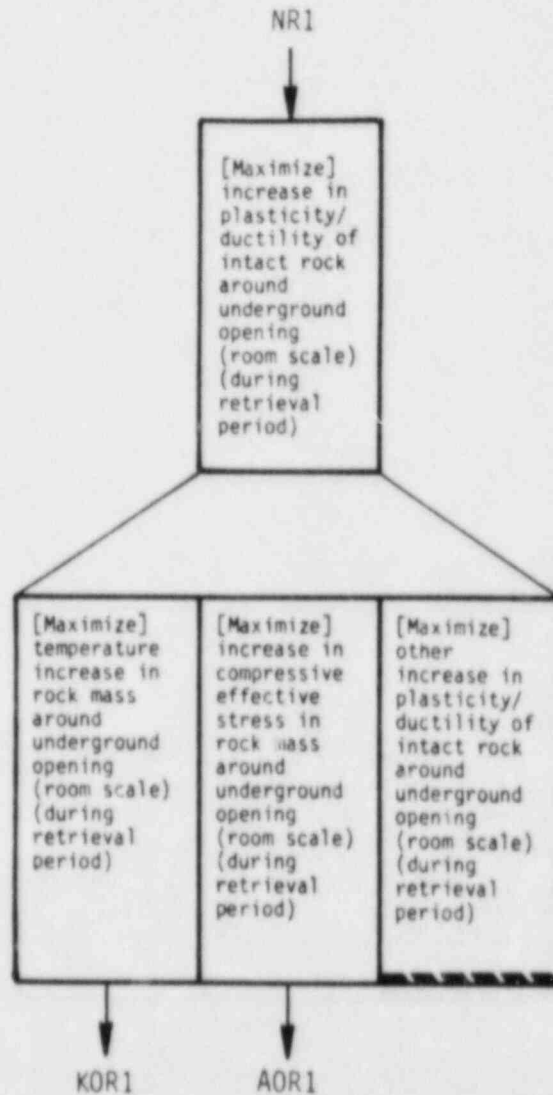 NR1
[Maximize]
increase in
plasticity/
ductility of
intact rock
around
underground
opening
(room scale)
(during
retrieval
period)
[Maximize]
temperature
increase in
rock mass
around
underground
opening
(room scale)
(during
retrieval
period)
[Maximize]
increase in
compressive
effective
stress in
rock mass
around
underground
opening
(room scale)
(during
retrieval
period)
[Maximize]
other
increase in
plasticity/
ductility of
intact rock
around
underground
opening
(room scale)
(during
retrieval
period)
KOR1
AOR1